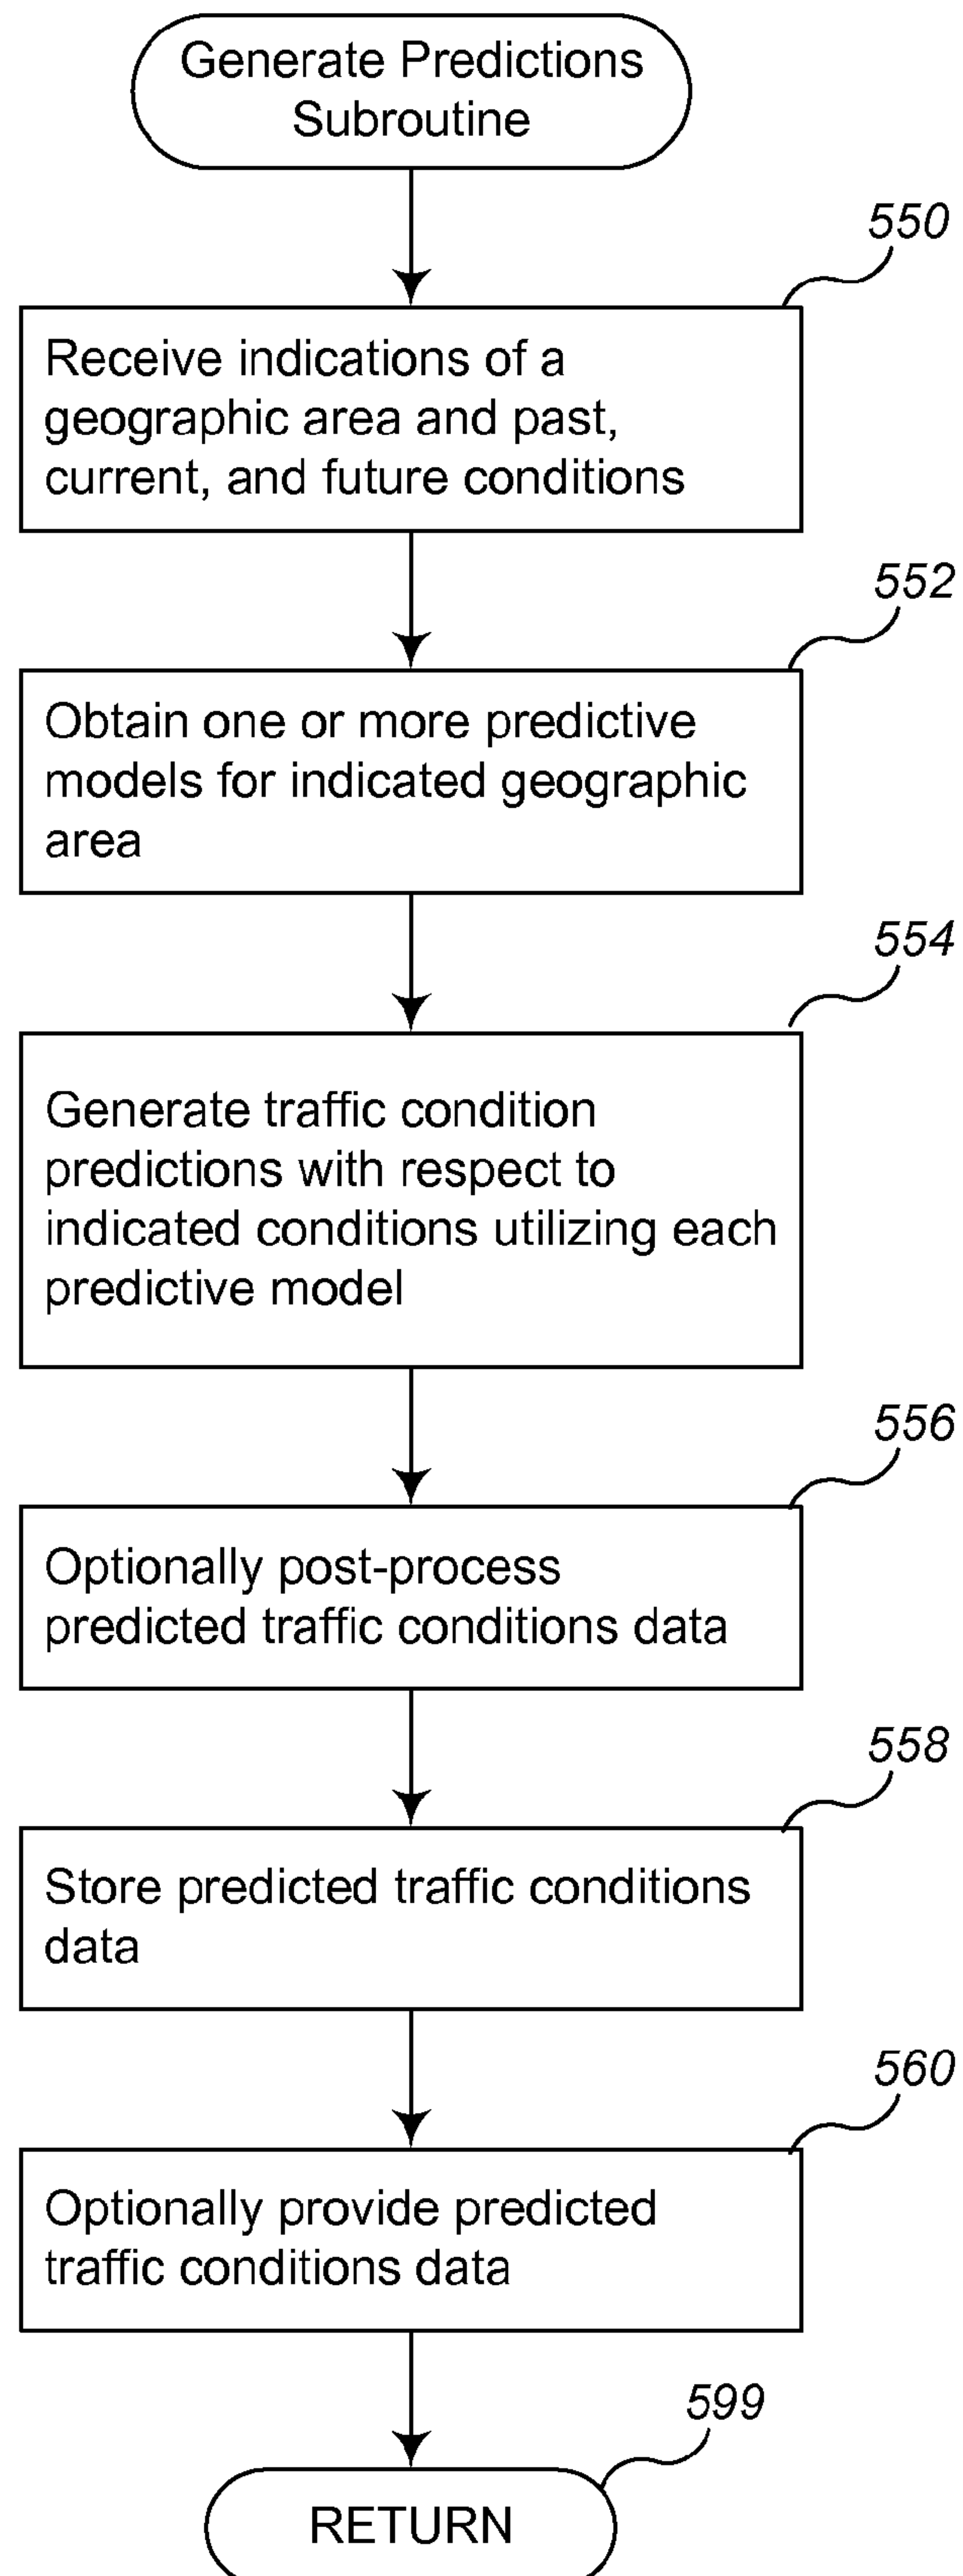 Generate Predictions
Subroutine
550
Receive indications of a
geographic area and past,
current, and future conditions
552
Obtain one or more predictive
models for indicated geographic
area
554
Generate traffic condition
predictions with respect to
indicated conditions utilizing each
predictive model
556
Optionally post-process
predicted traffic conditions data
558
Store predicted traffic conditions
data
560
Optionally provide predicted
traffic conditions data
599
RETURN